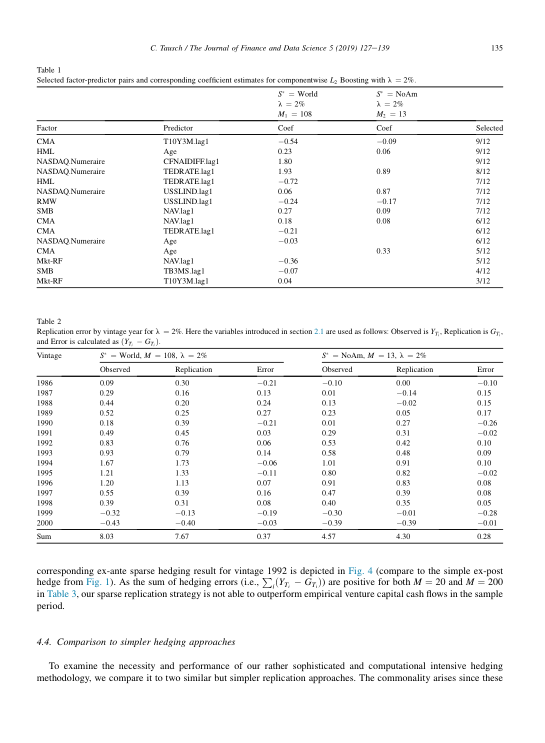 C. Tausch / The Journal of Finance and Data Science 5 (2019) 127–139 135
Table 1
Selected factor-predictor pairs and corresponding coefficient estimates for componentwise L2 Boosting with λ = 2%.
S* = World S* = NoAm
λ = 2% λ = 2%
M1 = 108 M2 = 13
Factor Predictor Coef Coef Selected
CMA T10Y3M.lag1 −0.54 −0.09 9/12
HML Age 0.23 0.06 9/12
NASDAQ.Numeraire CFNAIDIFF.lag1 1.80 9/12
NASDAQ.Numeraire TEDRATE.lag1 1.93 0.89 8/12
HML TEDRATE.lag1 −0.72 7/12
NASDAQ.Numeraire USSLIND.lag1 0.06 0.87 7/12
RMW USSLIND.lag1 −0.24 −0.17 7/12
SMB NAV.lag1 0.27 0.09 7/12
CMA NAV.lag1 0.18 0.08 6/12
CMA TEDRATE.lag1 −0.21 6/12
NASDAQ.Numeraire Age −0.03 6/12
CMA Age 0.33 5/12
Mkt-RF NAV.lag1 −0.36 5/12
SMB TB3MS.lag1 −0.07 4/12
Mkt-RF T10Y3M.lag1 0.04 3/12
Table 2
Replication error by vintage year for λ = 2%. Here the variables introduced in section 2.1 are used as follows: Observed is Y_{T_i}, Replication is G_{T_i},
and Error is calculated as (Y_{T_i} − G_{T_i}).
Vintage S* = World, M = 108, λ = 2% S* = NoAm, M = 13, λ = 2%
Observed Replication Error Observed Replication Error
1986 0.09 0.30 −0.21 −0.10 0.00 −0.10
1987 0.29 0.16 0.13 0.01 −0.14 0.15
1988 0.44 0.20 0.24 0.13 −0.02 0.15
1989 0.52 0.25 0.27 0.23 0.05 0.17
1990 0.18 0.39 −0.21 0.01 0.27 −0.26
1991 0.49 0.45 0.03 0.29 0.31 −0.02
1992 0.83 0.76 0.06 0.53 0.42 0.10
1993 0.93 0.79 0.14 0.58 0.48 0.09
1994 1.67 1.73 −0.06 1.01 0.91 0.10
1995 1.21 1.33 −0.11 0.80 0.82 −0.02
1996 1.20 1.13 0.07 0.91 0.83 0.08
1997 0.55 0.39 0.16 0.47 0.39 0.08
1998 0.39 0.31 0.08 0.40 0.35 0.05
1999 −0.32 −0.13 −0.19 −0.30 −0.01 −0.28
2000 −0.43 −0.40 −0.03 −0.39 −0.39 −0.01
Sum 8.03 7.67 0.37 4.57 4.30 0.28
corresponding ex-ante sparse hedging result for vintage 1992 is depicted in Fig. 4 (compare to the simple ex-post
hedge from Fig. 1). As the sum of hedging errors (i.e., ∑_i(Y_{T_i} − G_{T_i})) are positive for both M = 20 and M = 200
in Table 3, our sparse replication strategy is not able to outperform empirical venture capital cash flows in the sample
period.
4.4. Comparison to simpler hedging approaches
To examine the necessity and performance of our rather sophisticated and computational intensive hedging
methodology, we compare it to two similar but simpler replication approaches. The commonality arises since these